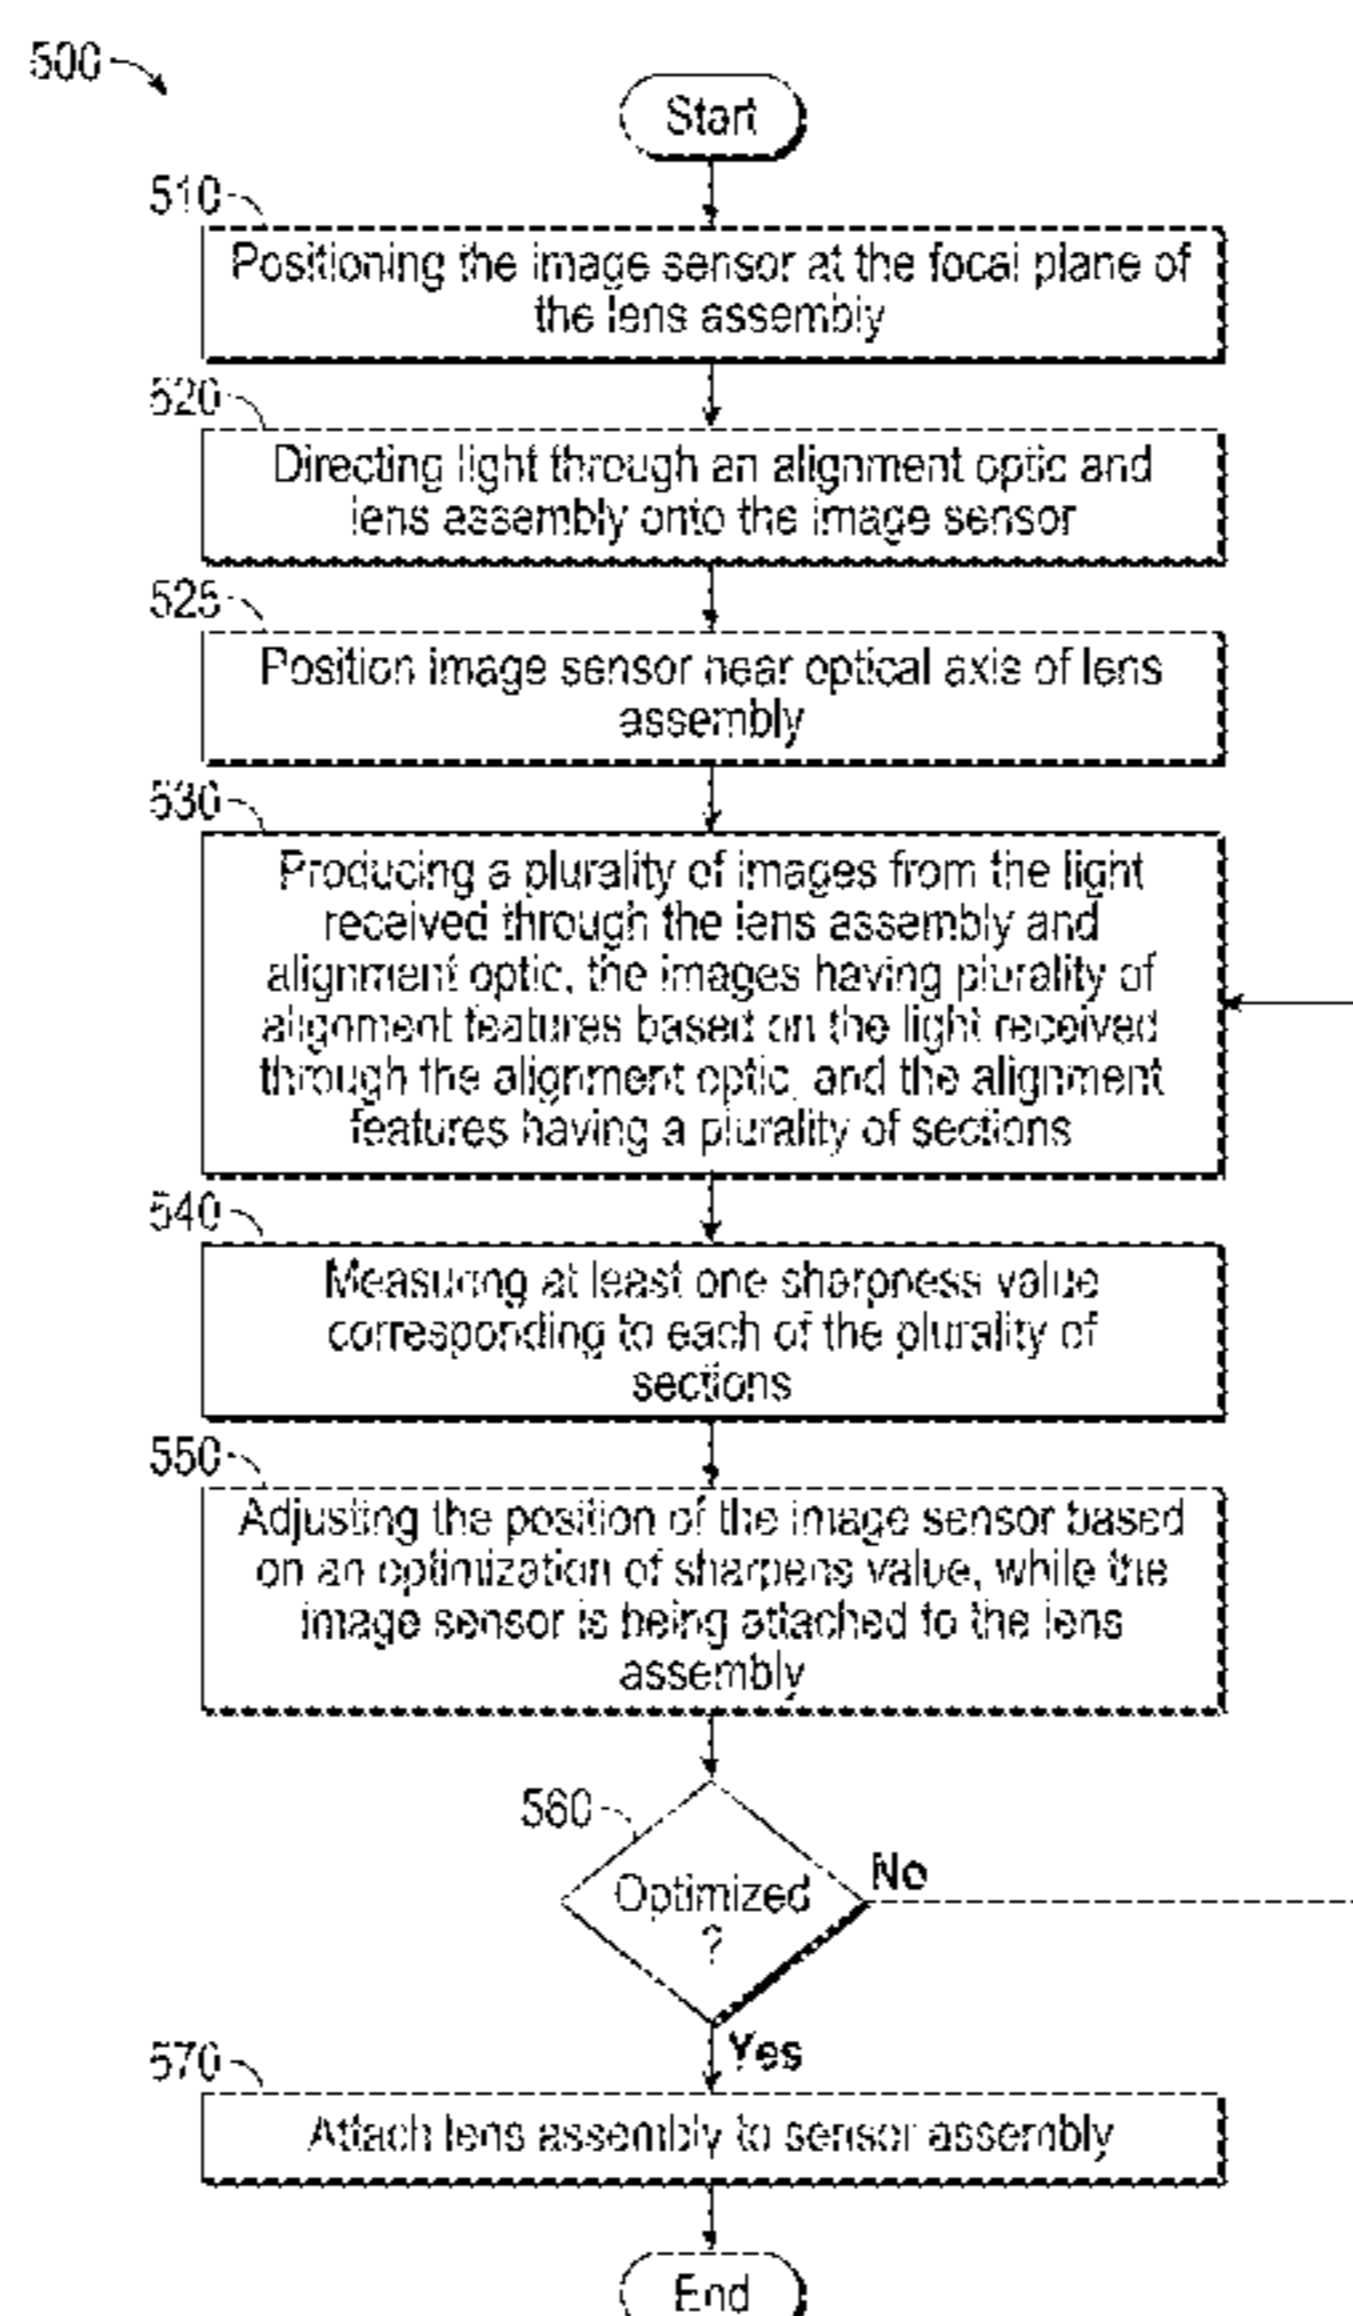 500
Start
510
Positioning the image sensor at the focal plane of
the lens assembly
520
Directing light through an alignment optic and
lens assembly onto the image sensor
525
Position image sensor near optical axis of lens
assembly
530
Producing a plurality of images from the light
received through the lens assembly and
alignment optic, the images having plurality of
alignment features based on the light received
through the alignment optic, and the alignment
features having a plurality of sections
540
Measuring at least one sharpness value
corresponding to each of the plurality of
sections
550
Adjusting the position of the image sensor based
on an optimization of sharpens value, while the
image sensor is being attached to the lens
assembly
560
Optimized
?
No
Yes
570
Attach lens assembly to sensor assembly
End